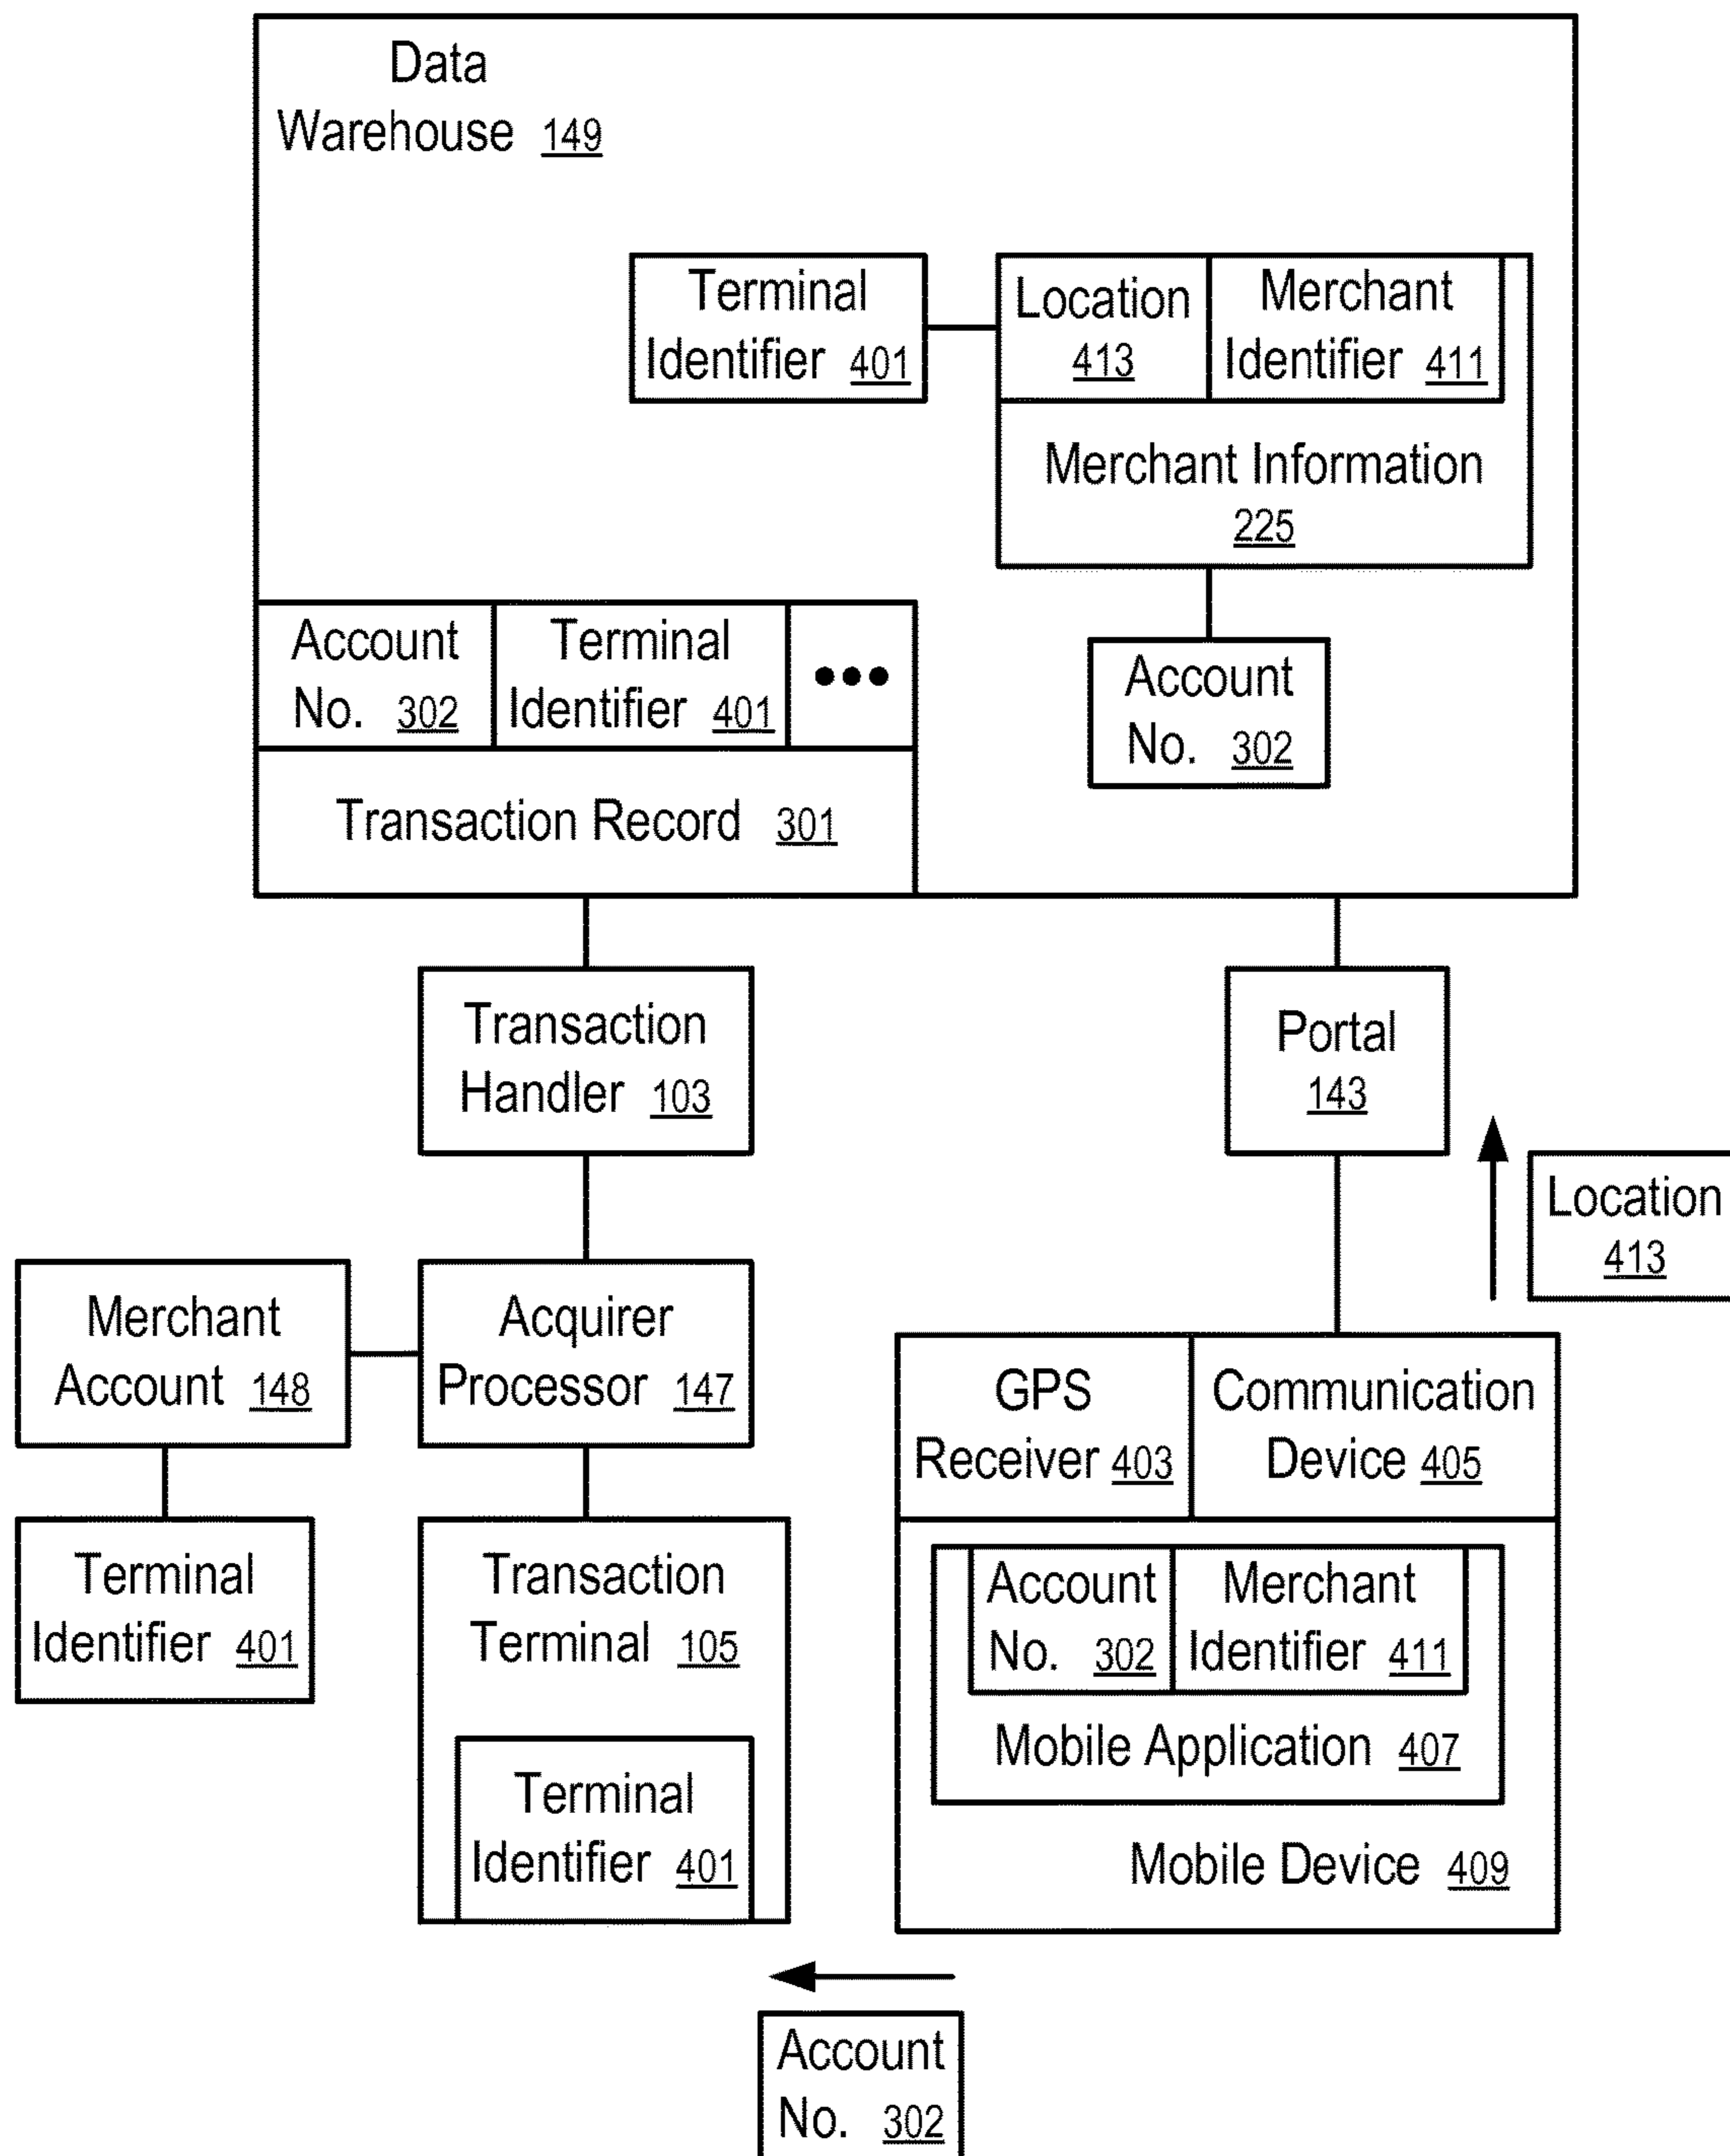 Data
Warehouse 149
Terminal
Identifier 401
Location
413
Merchant
Identifier 411
Merchant Information
225
Account
No. 302
Terminal
Identifier 401
•••
Transaction Record 301
Account
No. 302
Transaction
Handler 103
Portal
143
Location
413
Merchant
Account 148
Acquirer
Processor 147
GPS
Receiver 403
Communication
Device 405
Terminal
Identifier 401
Transaction
Terminal 105
Terminal
Identifier 401
Account
No. 302
Merchant
Identifier 411
Mobile Application 407
Mobile Device 409
Account
No. 302